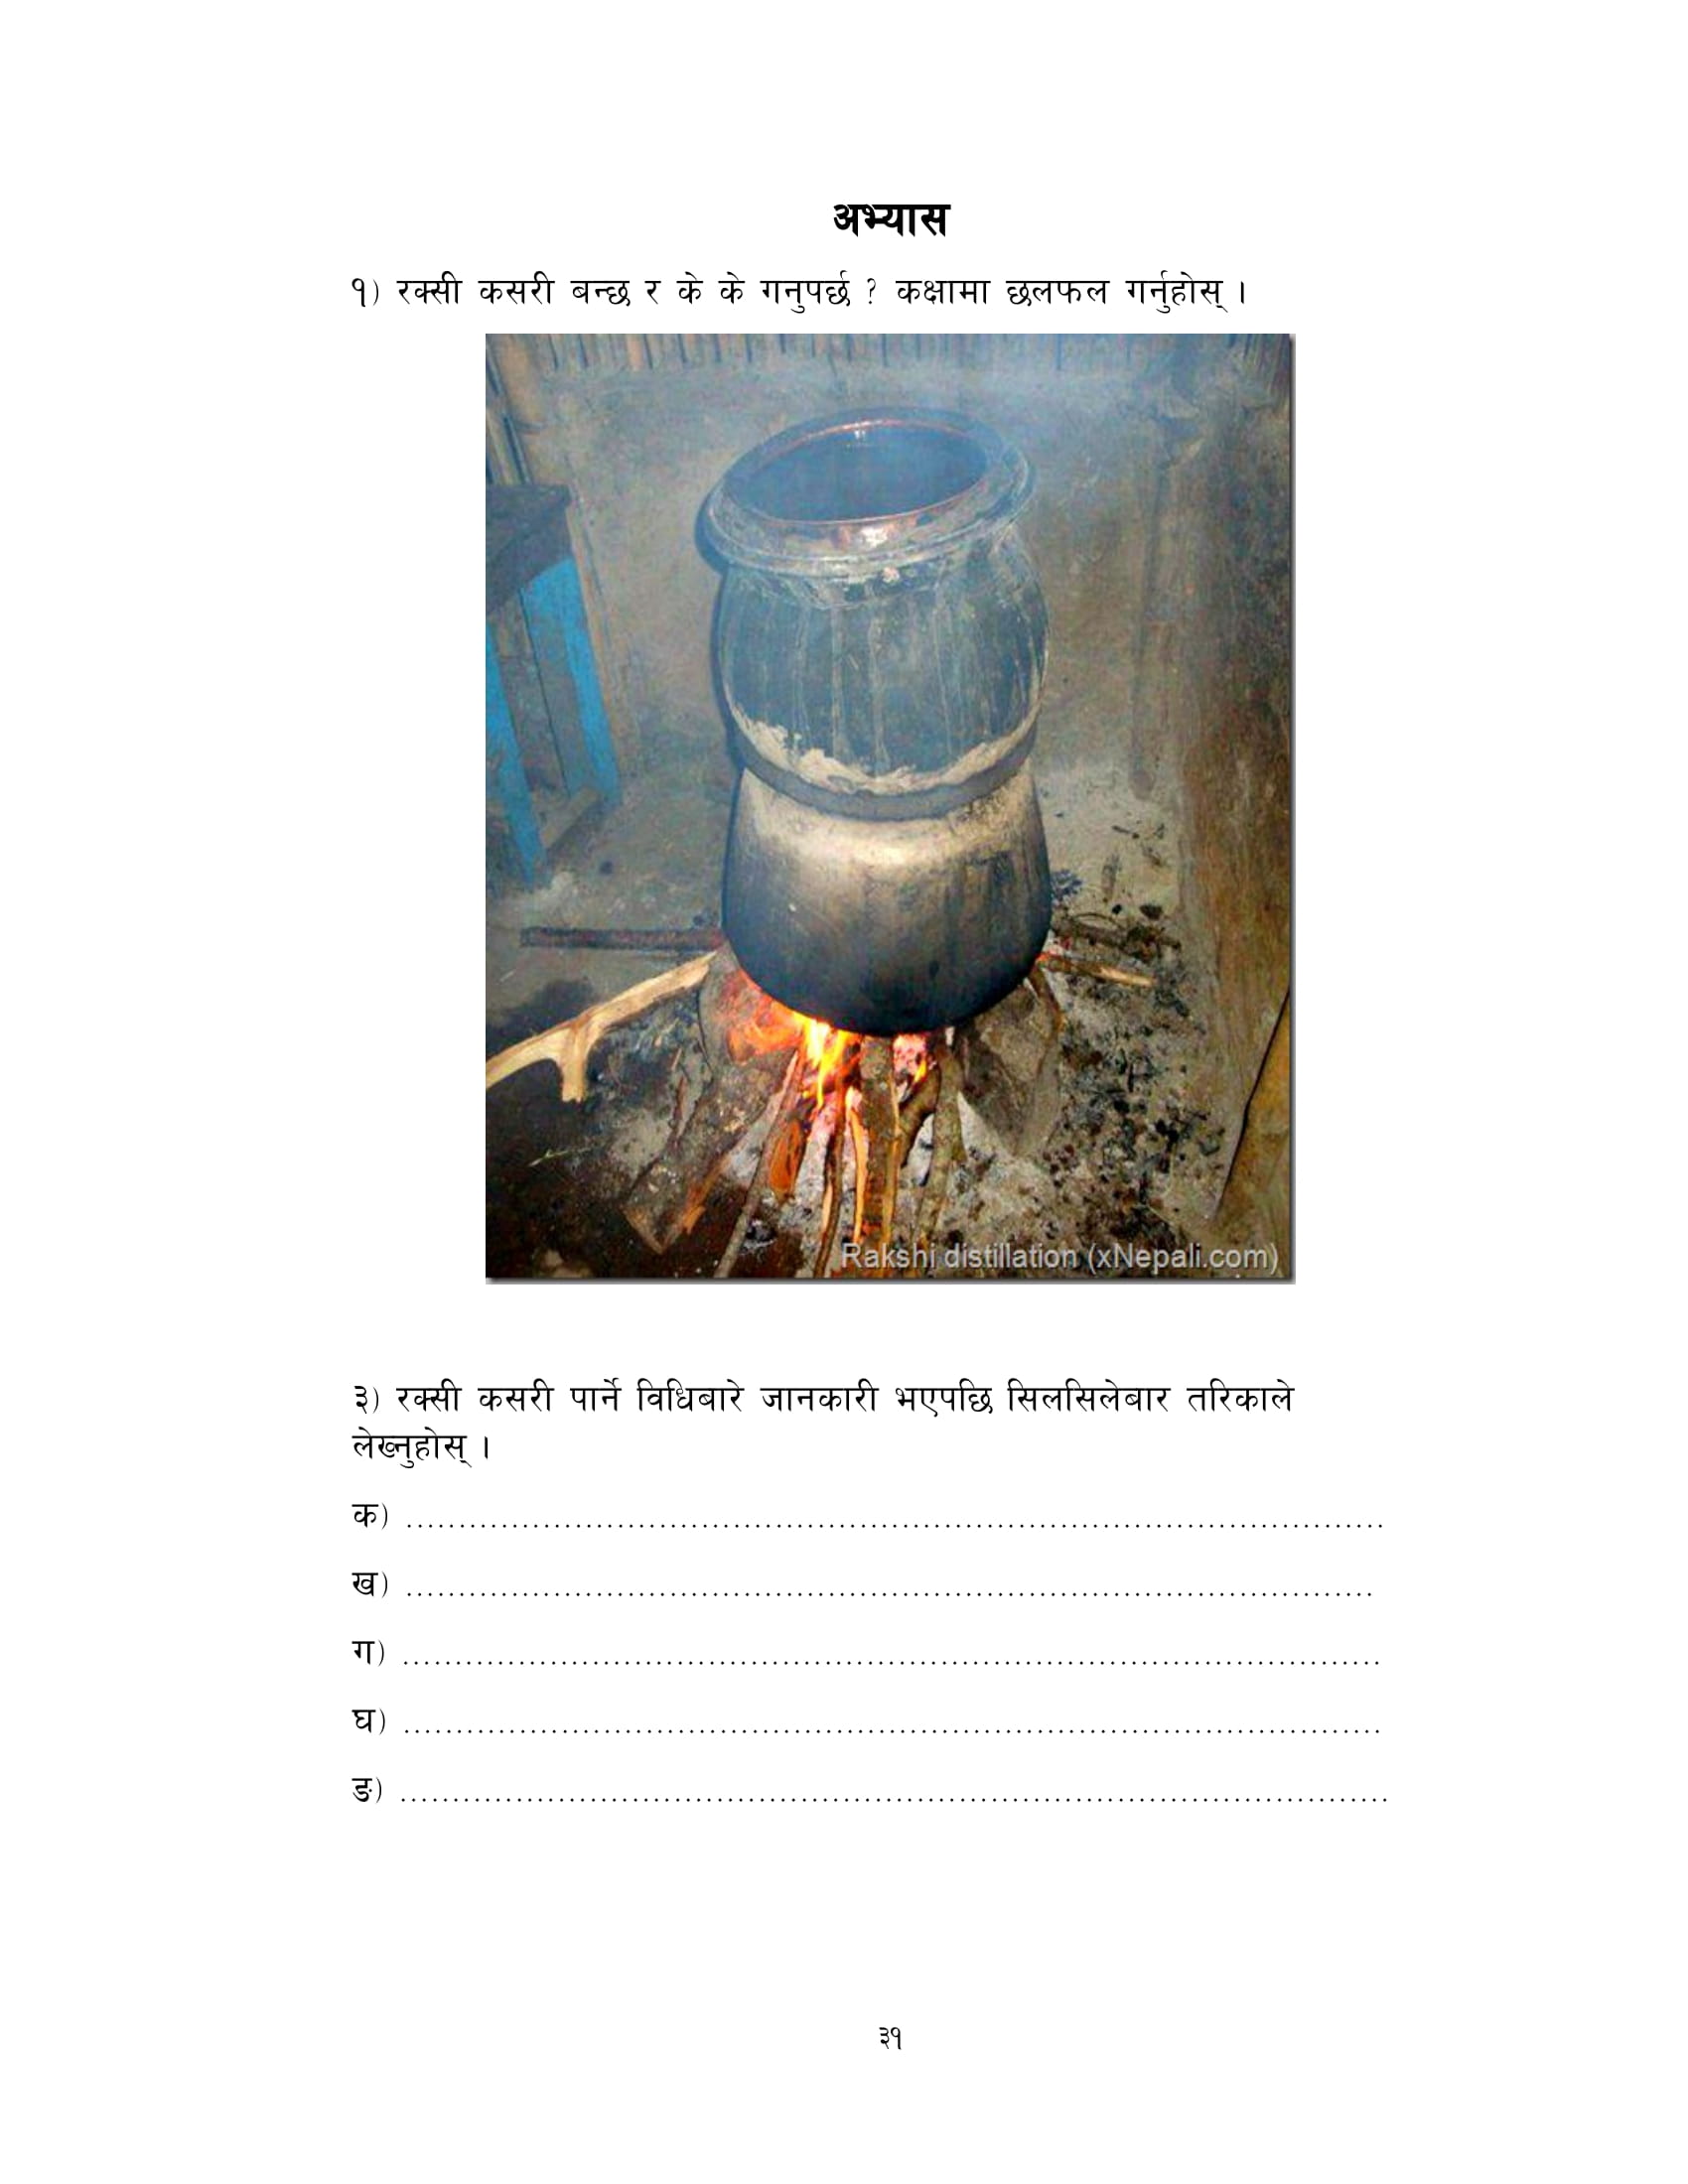 अभ्यास
१) रक्सी कसरी बन्छ र के के गनुपर्छ ? कक्षामा छलफल गर्नुहोस् ।
Rakshi distillation (xNepali.com)
३) रक्सी कसरी पार्ने विधिबारे जानकारी भएपछि सिलसिलेबार तरिकाले
लेख्नुहोस् ।
क) ..........................................................................................
ख) .........................................................................................
ग) ..........................................................................................
घ) ..........................................................................................
ङ) ...........................................................................................
३१